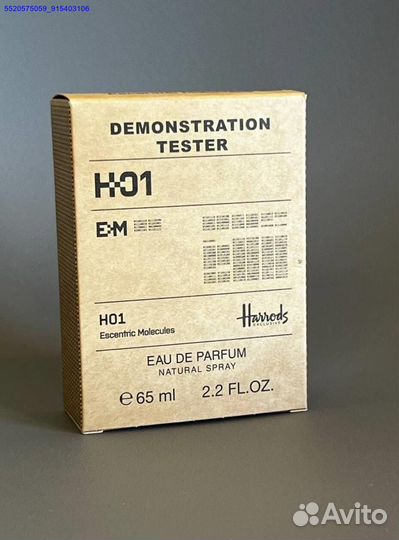 5520575059_915403106
DEMONSTRATION
TESTER
H01
E×M
H01
Escentric Molecules
Harrods
EXCLUSIVE
EAU DE PARFUM
NATURAL SPRAY
℮ 65 ml 2.2 FL.OZ.
Avito